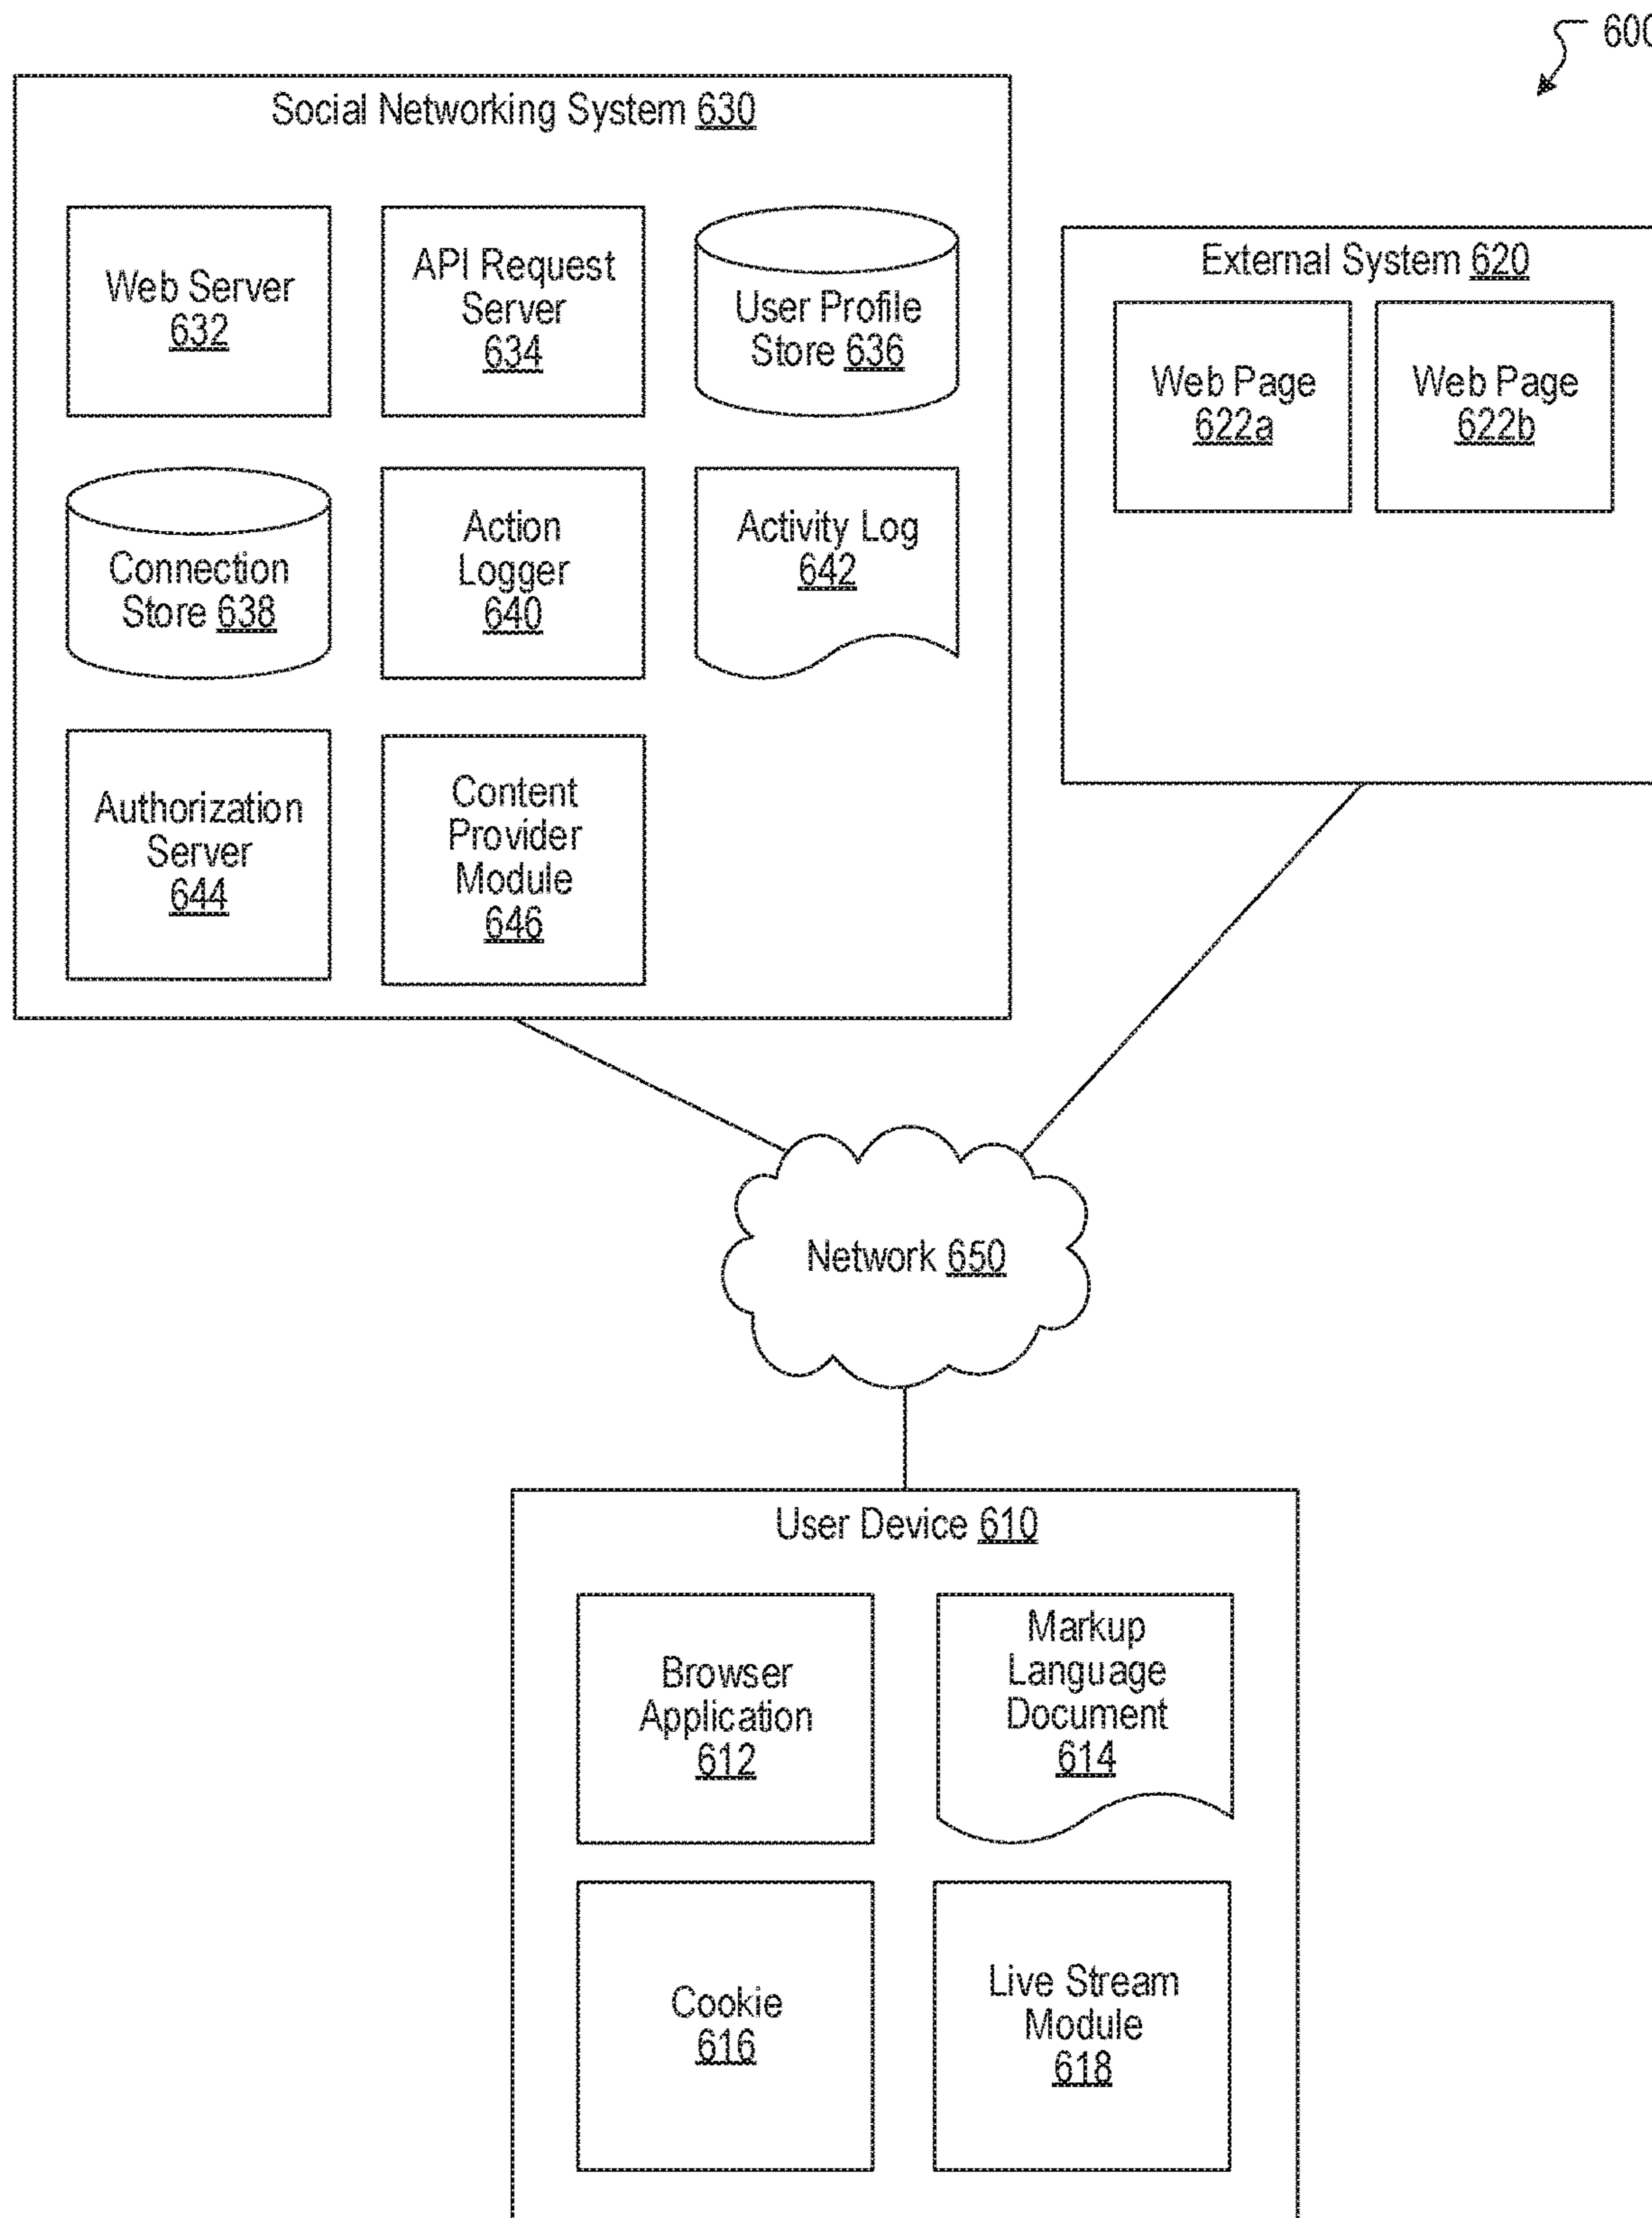 600
Social Networking System 630
Web Server
632
API Request
Server
634
User Profile
Store 636
Connection
Store 638
Action
Logger
640
Activity Log
642
Authorization
Server
644
Content
Provider
Module
646
External System 620
Web Page
622a
Web Page
622b
Network 650
User Device 610
Browser
Application
612
Markup
Language
Document
614
Cookie
616
Live Stream
Module
618